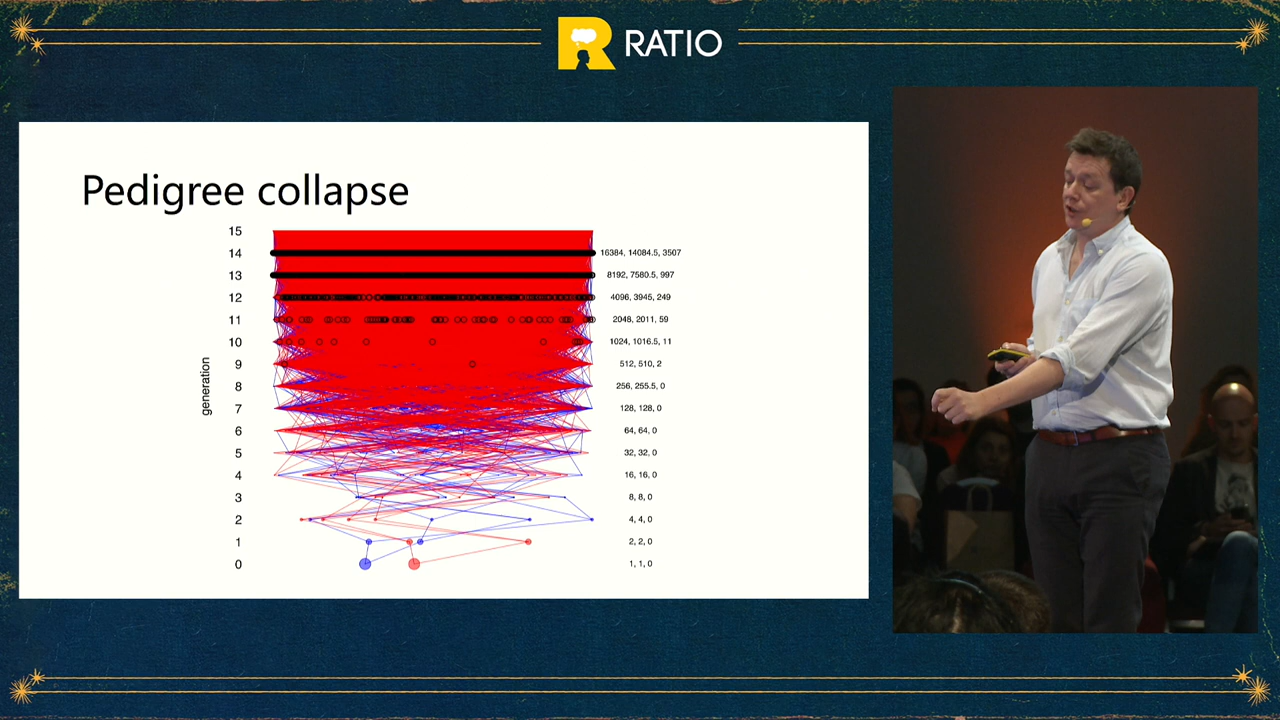 RATIO
Pedigree collapse
generation
15
14 16384, 14084.5, 3507
13 8192, 7580.5, 997
12 4096, 3945, 249
11 2048, 2011, 59
10 1024, 1016.5, 11
9 512, 510, 2
8 256, 255.5, 0
7 128, 128, 0
6 64, 64, 0
5 32, 32, 0
4 16, 16, 0
3 8, 8, 0
2 4, 4, 0
1 2, 2, 0
0 1, 1, 0